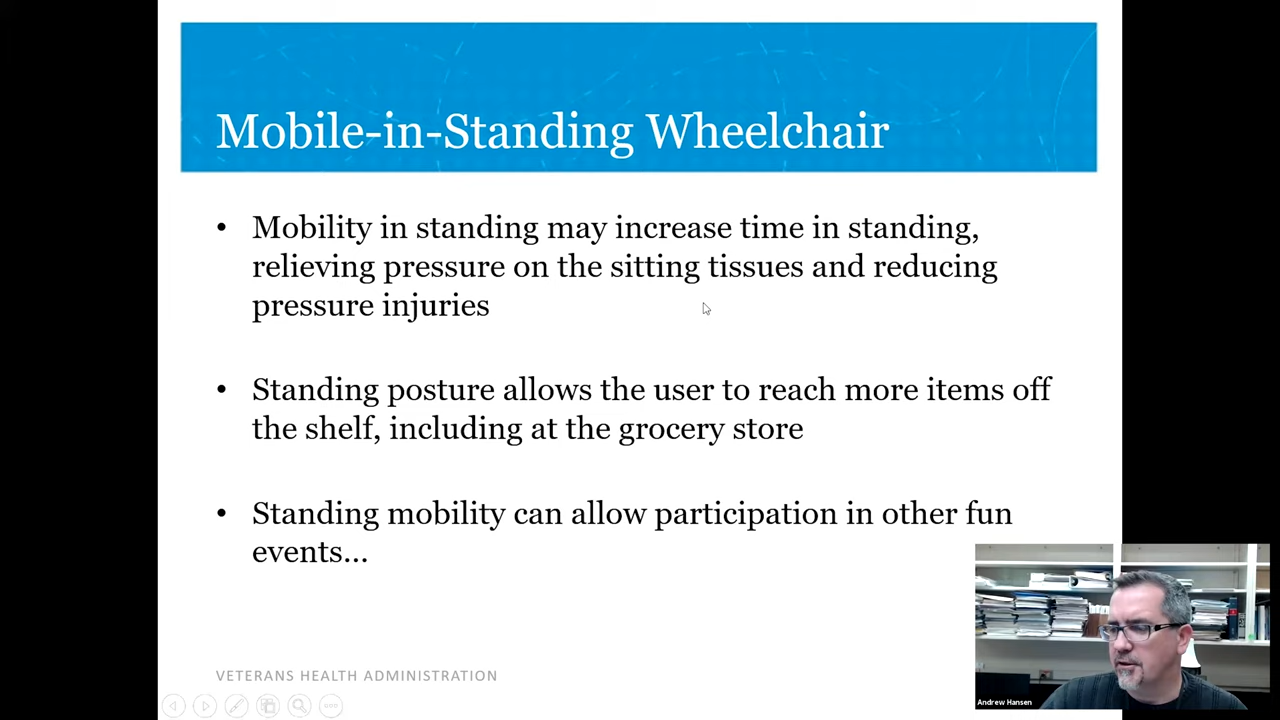 Mobile-in-Standing Wheelchair
• Mobility in standing may increase time in standing,
relieving pressure on the sitting tissues and reducing
pressure injuries
• Standing posture allows the user to reach more items off
the shelf, including at the grocery store
• Standing mobility can allow participation in other fun
events...
VETERANS HEALTH ADMINISTRATION
Andrew Hansen